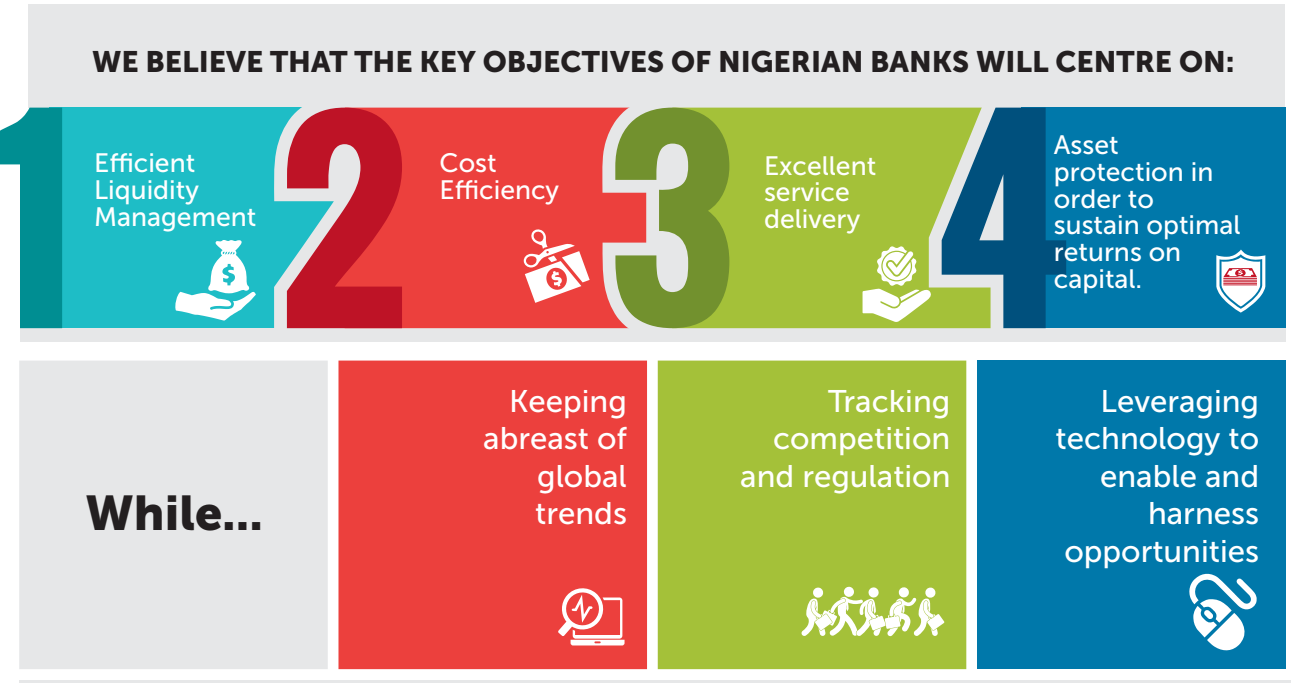 WE BELIEVE THAT THE KEY OBJECTIVES OF NIGERIAN BANKS WILL CENTRE ON:
1
Efficient
Liquidity
Management
$
2
Cost
Efficiency
$
3
Excellent
service
delivery
4
Asset
protection in
order to
sustain optimal
returns on
capital.
$
While...
Keeping
abreast of
global
trends
Tracking
competition
and regulation
Leveraging
technology to
enable and
harness
opportunities